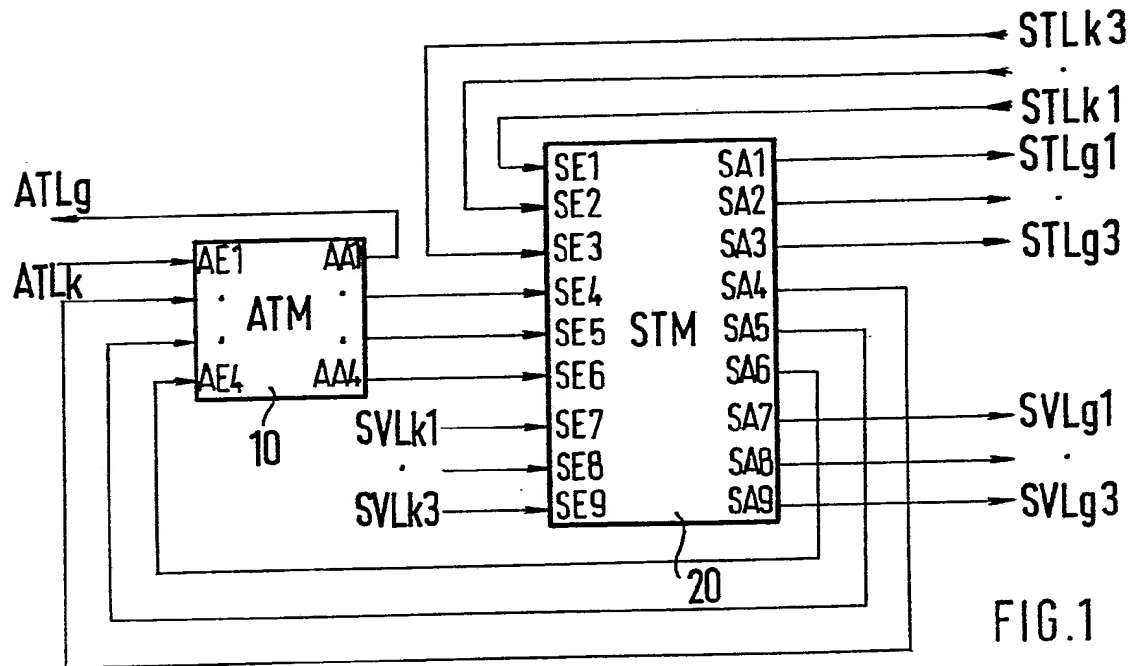 STLk3
.
STLk1
STLg1
.
STLg3
ATLg
ATLk
AE1 AA1
. ATM .
. .
AE4 AA4
10
SE1 SA1
SE2 SA2
SE3 SA3
SE4 SA4
SE5 STM SA5
SE6 SA6
SE7 SA7
SE8 SA8
SE9 SA9
20
SVLk1
.
SVLk3
SVLg1
.
SVLg3
FIG.1